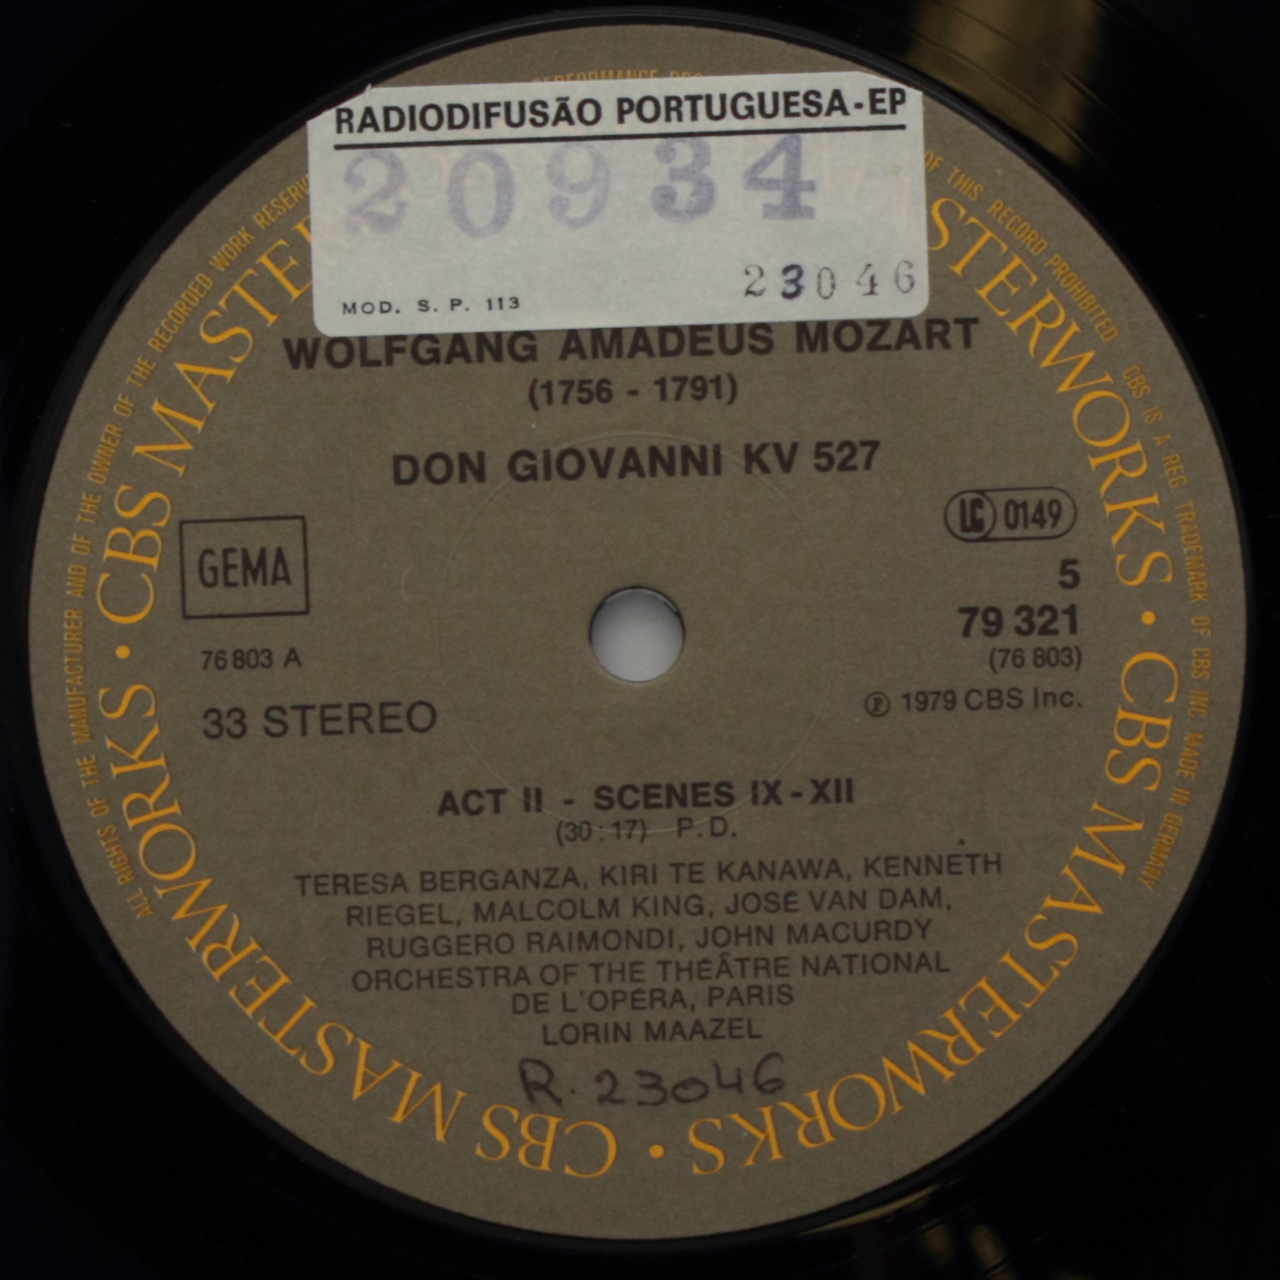 RADIODIFUSÃO PORTUGUESA-EP
20934
23046
MOD. S. P. 113
WOLFGANG AMADEUS MOZART
(1756 - 1791)
DON GIOVANNI KV 527
GEMA
LC 0149
5
79 321
76 803 A
(76 803)
33 STEREO
℗ 1979 CBS Inc.
ACT II - SCENES IX - XII
(30:17) P.D.
TERESA BERGANZA, KIRI TE KANAWA, KENNETH
RIEGEL, MALCOLM KING, JOSÉ VAN DAM,
RUGGERO RAIMONDI, JOHN MACURDY
ORCHESTRA OF THE THÉÂTRE NATIONAL
DE L'OPÉRA, PARIS
LORIN MAAZEL
R. 23046
STERWORKS • CBS MASTERWORKS • CBS MASTERWORKS • CBS MASTE
ALL RIGHTS OF THE MANUFACTURER AND OF THE OWNER OF THE RECORDED WORK RESERV
PERFORMANCE
OF THIS RECORD PROHIBITED CBS IS A REG. TRADEMARK OF CBS INC. MADE IN GERMANY